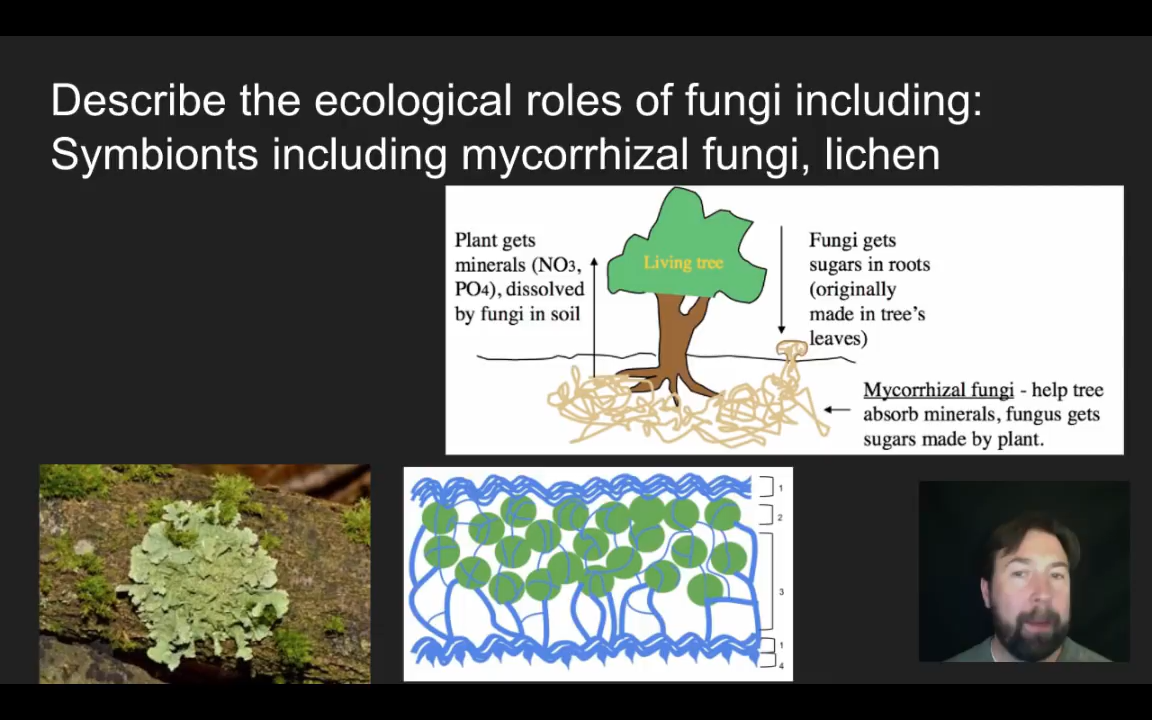 Describe the ecological roles of fungi including:
Symbionts including mycorrhizal fungi, lichen
Plant gets
minerals (NO3,
PO4), dissolved
by fungi in soil
Living tree
Fungi gets
sugars in roots
(originally
made in tree's
leaves)
Mycorrhizal fungi - help tree
absorb minerals, fungus gets
sugars made by plant.
1
2
3
1
4